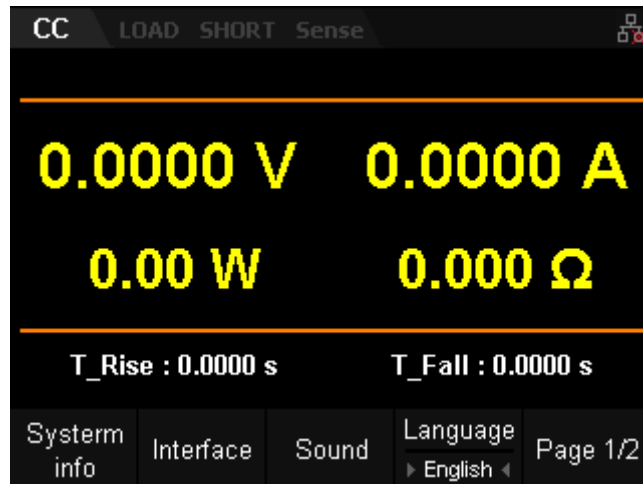 CC LOAD SHORT Sense
0.0000 V 0.0000 A
0.00 W 0.000 Ω
T_Rise : 0.0000 s T_Fall : 0.0000 s
Systerm info Interface Sound Language English Page 1/2